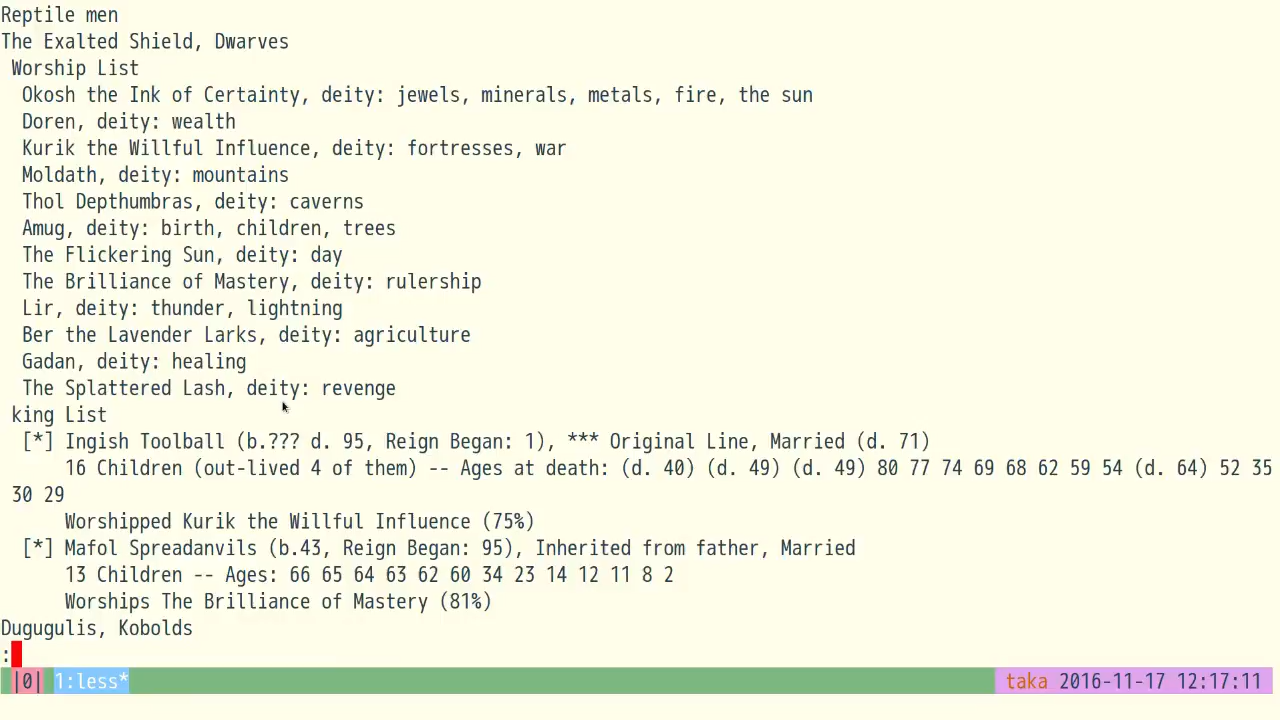 Reptile men
The Exalted Shield, Dwarves
 Worship List
  Okosh the Ink of Certainty, deity: jewels, minerals, metals, fire, the sun
  Doren, deity: wealth
  Kurik the Willful Influence, deity: fortresses, war
  Moldath, deity: mountains
  Thol Depthumbras, deity: caverns
  Amug, deity: birth, children, trees
  The Flickering Sun, deity: day
  The Brilliance of Mastery, deity: rulership
  Lir, deity: thunder, lightning
  Ber the Lavender Larks, deity: agriculture
  Gadan, deity: healing
  The Splattered Lash, deity: revenge
 king List
  [*] Ingish Toolball (b.??? d. 95, Reign Began: 1), *** Original Line, Married (d. 71)
      16 Children (out-lived 4 of them) -- Ages at death: (d. 40) (d. 49) (d. 49) 80 77 74 69 68 62 59 54 (d. 64) 52 35
 30 29
      Worshipped Kurik the Willful Influence (75%)
  [*] Mafol Spreadanvils (b.43, Reign Began: 95), Inherited from father, Married
      13 Children -- Ages: 66 65 64 63 62 60 34 23 14 12 11 8 2
      Worships The Brilliance of Mastery (81%)
Dugugulis, Kobolds
:
|0| 1:less* taka 2016-11-17 12:17:11